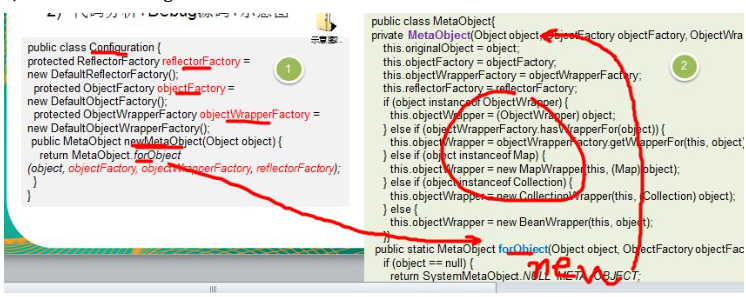 2) 代码分析+Debug源码+示意图
示意图.
public class Configuration {
protected ReflectorFactory reflectorFactory =
new DefaultReflectorFactory();
protected ObjectFactory objectFactory =
new DefaultObjectFactory();
protected ObjectWrapperFactory objectWrapperFactory =
new DefaultObjectWrapperFactory();
public MetaObject newMetaObject(Object object) {
return MetaObject.forObject
(object, objectFactory, objectWrapperFactory, reflectorFactory);
}
}
1
public class MetaObject{
private MetaObject(Object object, ObjectFactory objectFactory, ObjectWra
this.originalObject = object;
this.objectFactory = objectFactory;
this.objectWrapperFactory = objectWrapperFactory;
this.reflectorFactory = reflectorFactory;
if (object instanceof ObjectWrapper) {
this.objectWrapper = (ObjectWrapper) object;
} else if (objectWrapperFactory.hasWrapperFor(object)) {
this.objectWrapper = objectWrapperFactory.getWrapperFor(this, object)
} else if (object instanceof Map) {
this.objectWrapper = new MapWrapper(this, (Map) object);
} else if (object instanceof Collection) {
this.objectWrapper = new CollectionWrapper(this, (Collection) object);
} else {
this.objectWrapper = new BeanWrapper(this, object);
}}
public static MetaObject forObject(Object object, ObjectFactory objectFac
if (object == null) {
return SystemMetaObject.NULL_META_OBJECT;
2
new